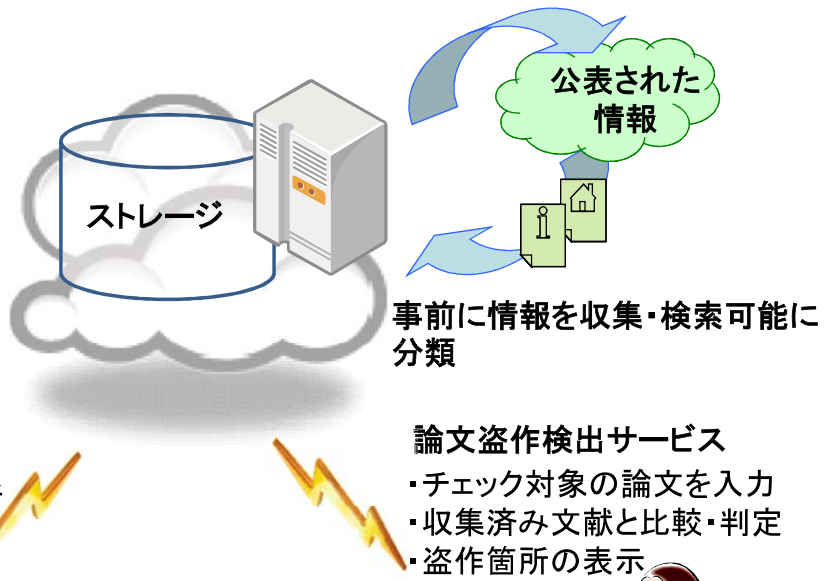 公表された
情報
ストレージ
事前に情報を収集・検索可能に
分類
論文盗作検出サービス
・チェック対象の論文を入力
・収集済み文献と比較・判定
・盗作箇所の表示